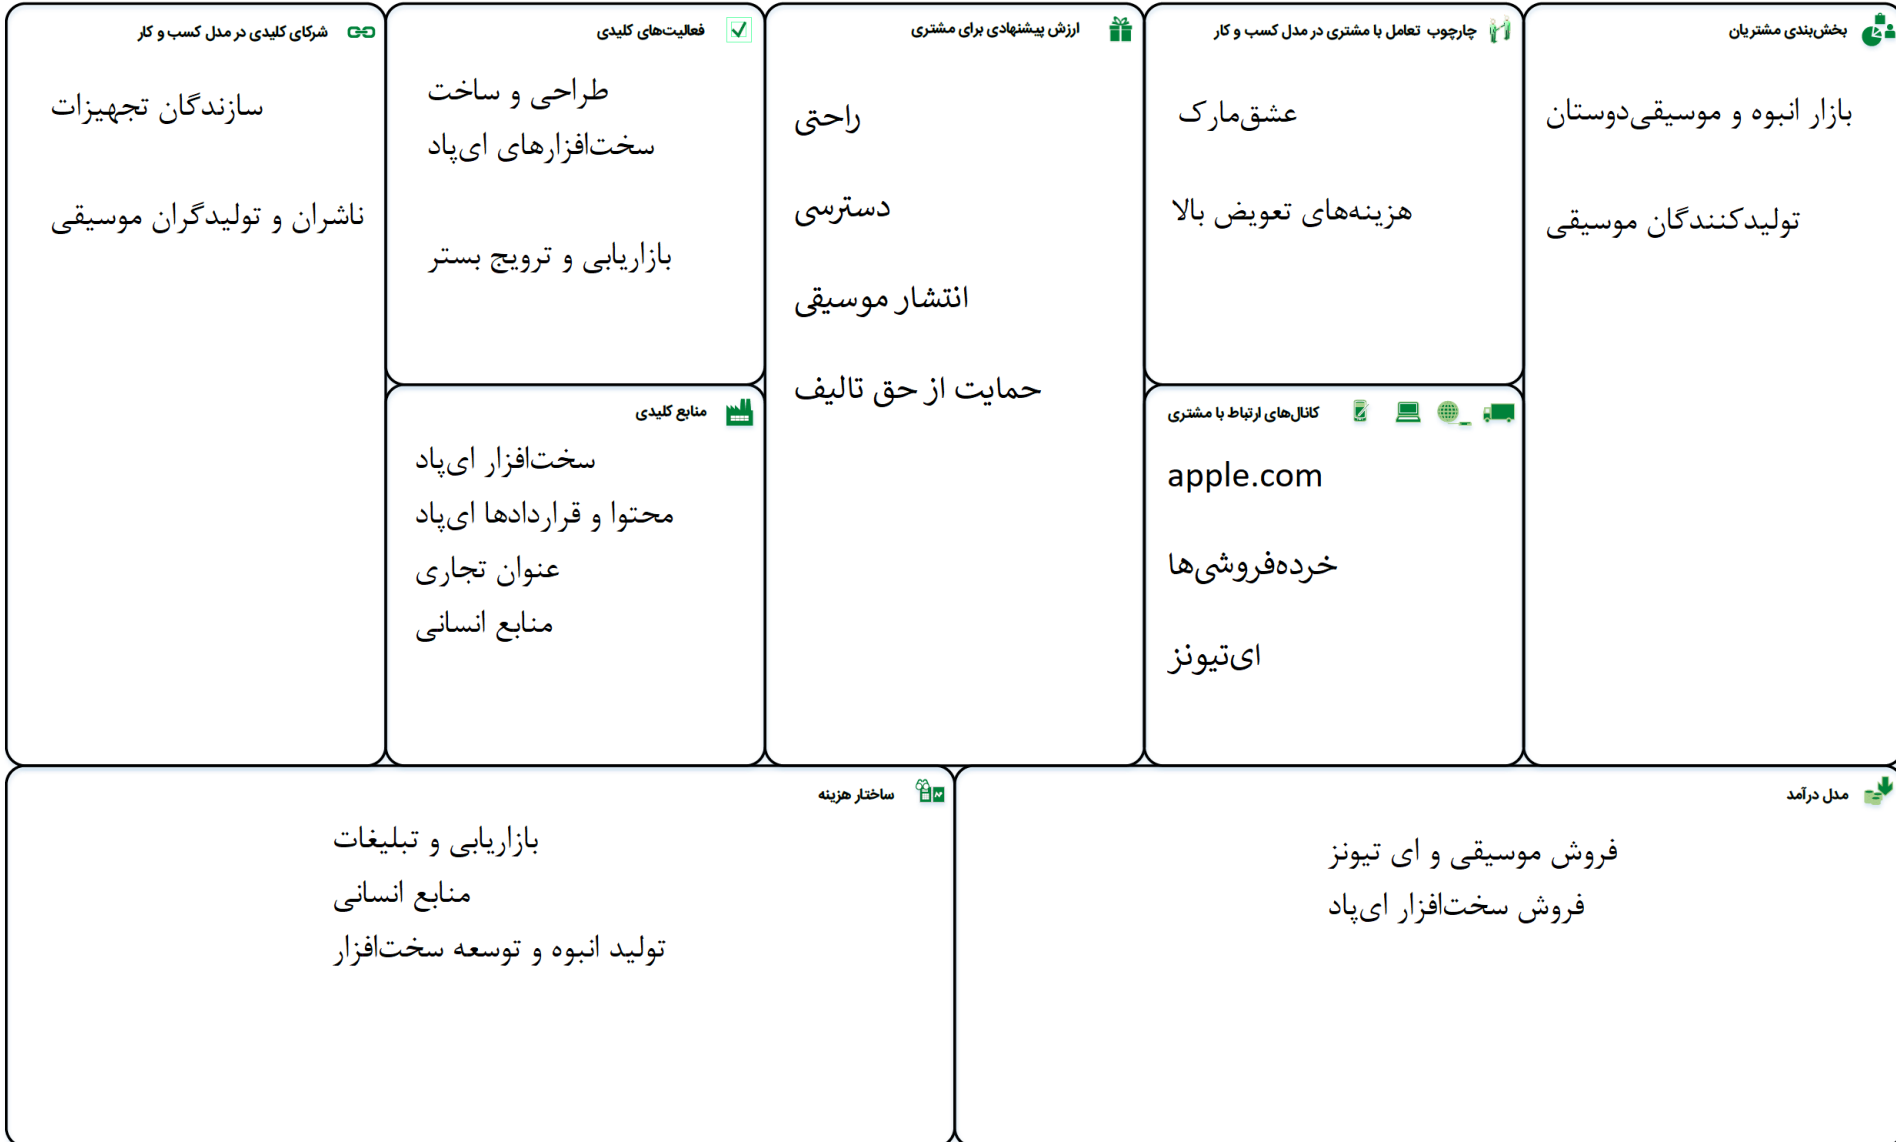 بخش‌بندی مشتریان
بازار انبوه و موسیقی‌دوستان
تولیدکنندگان موسیقی
چارچوب تعامل با مشتری در مدل کسب و کار
عشق‌مارک
هزینه‌های تعویض بالا
کانال‌های ارتباط با مشتری
apple.com
خرده‌فروشی‌ها
ای‌تیونز
ارزش پیشنهادی برای مشتری
راحتی
دسترسی
انتشار موسیقی
حمایت از حق تالیف
فعالیت‌های کلیدی
طراحی و ساخت
سخت‌افزارهای ای‌پاد
بازاریابی و ترویج بستر
منابع کلیدی
سخت‌افزار ای‌پاد
محتوا و قراردادها ای‌پاد
عنوان تجاری
منابع انسانی
شرکای کلیدی در مدل کسب و کار
سازندگان تجهیزات
ناشران و تولیدگران موسیقی
مدل درآمد
فروش موسیقی و ای تیونز
فروش سخت‌افزار ای‌پاد
ساختار هزینه
بازاریابی و تبلیغات
منابع انسانی
تولید انبوه و توسعه سخت‌افزار